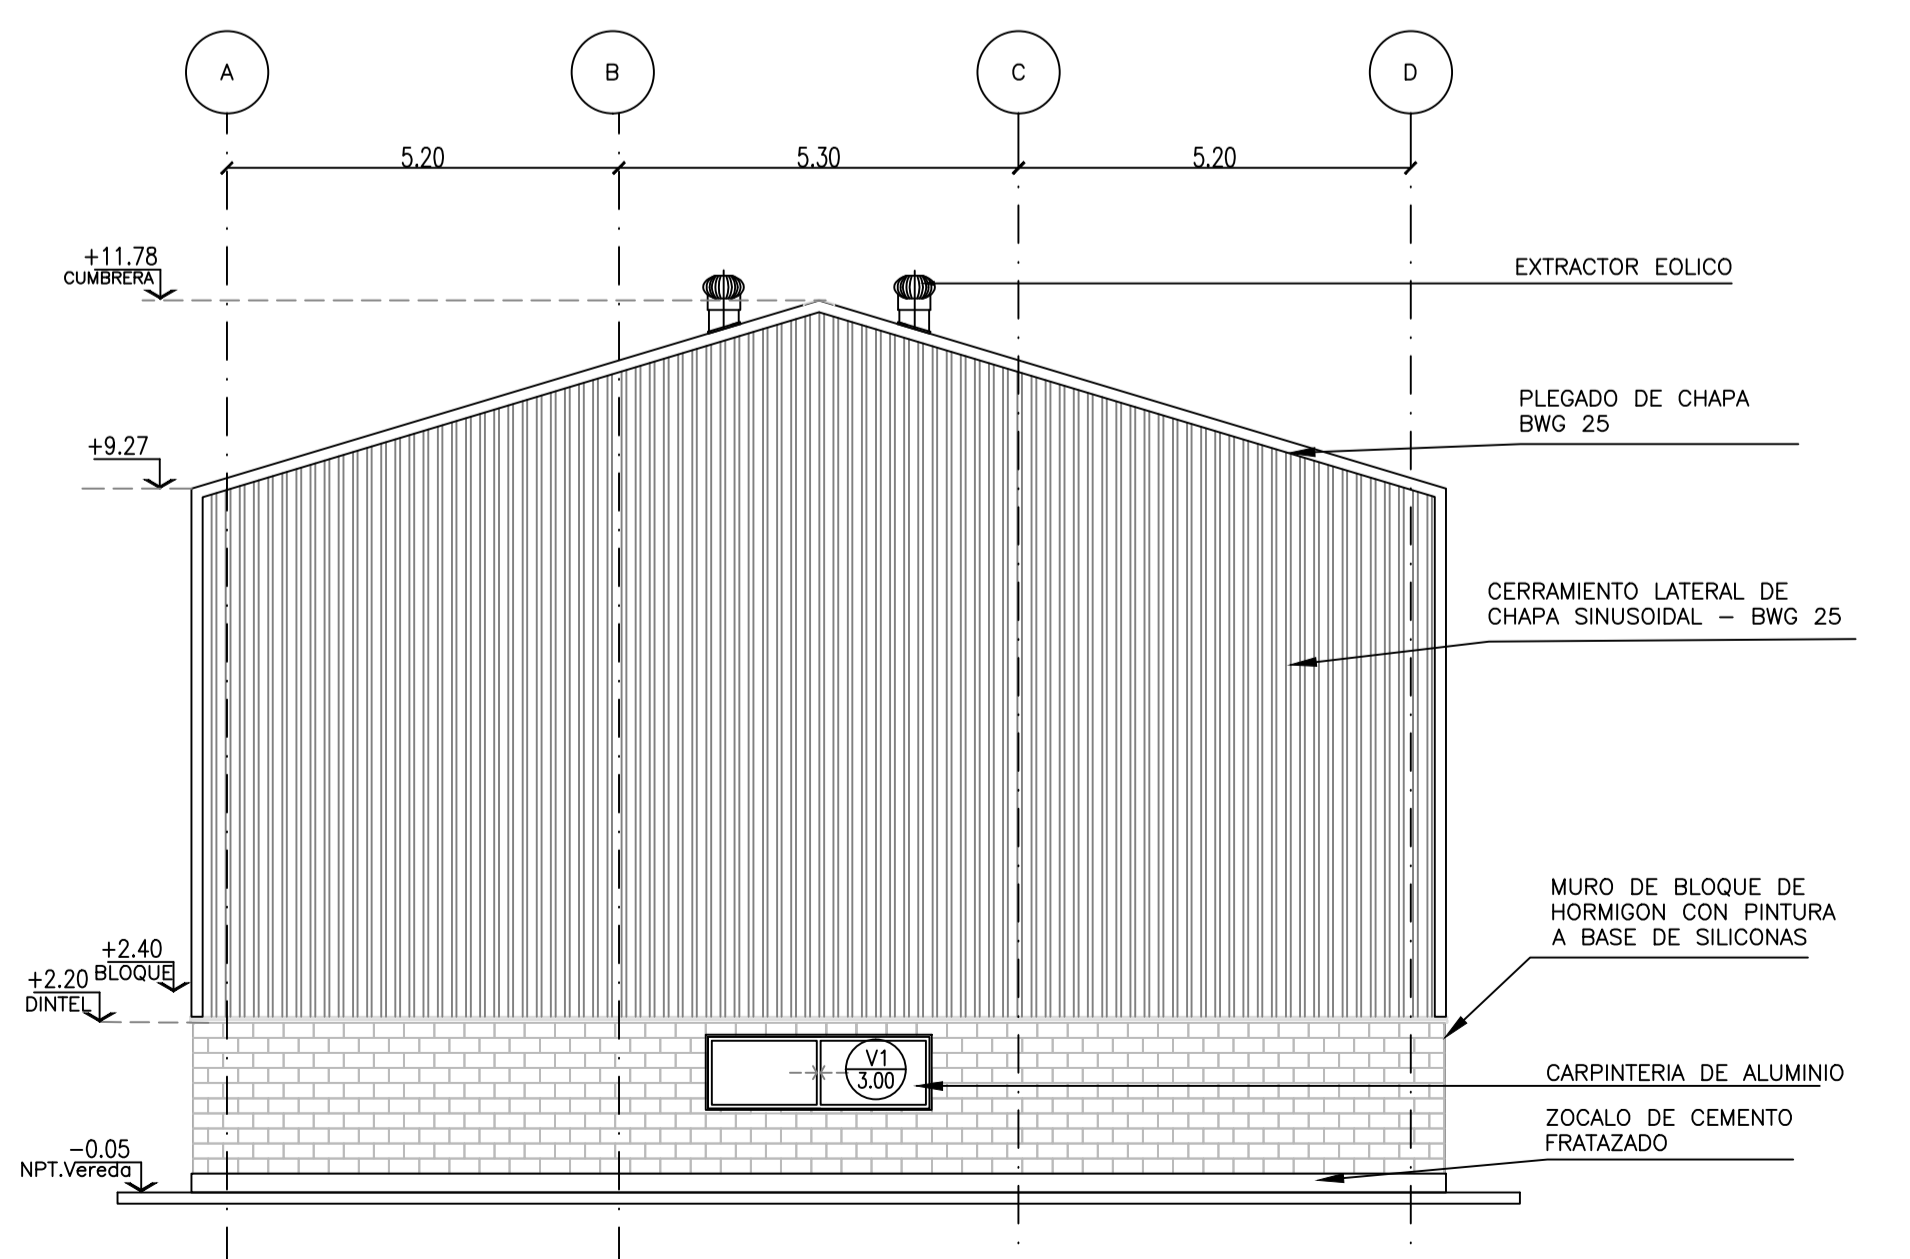 A
B
C
D
5.20
5.30
5.20
+11.78
CUMBRERA
EXTRACTOR EOLICO
PLEGADO DE CHAPA
BWG 25
+9.27
CERRAMIENTO LATERAL DE
CHAPA SINUSOIDAL – BWG 25
MURO DE BLOQUE DE
HORMIGON CON PINTURA
A BASE DE SILICONAS
+2.40
BLOQUE
+2.20
DINTEL
V1
3.00
CARPINTERIA DE ALUMINIO
ZOCALO DE CEMENTO
FRATAZADO
-0.05
NPT.Vereda